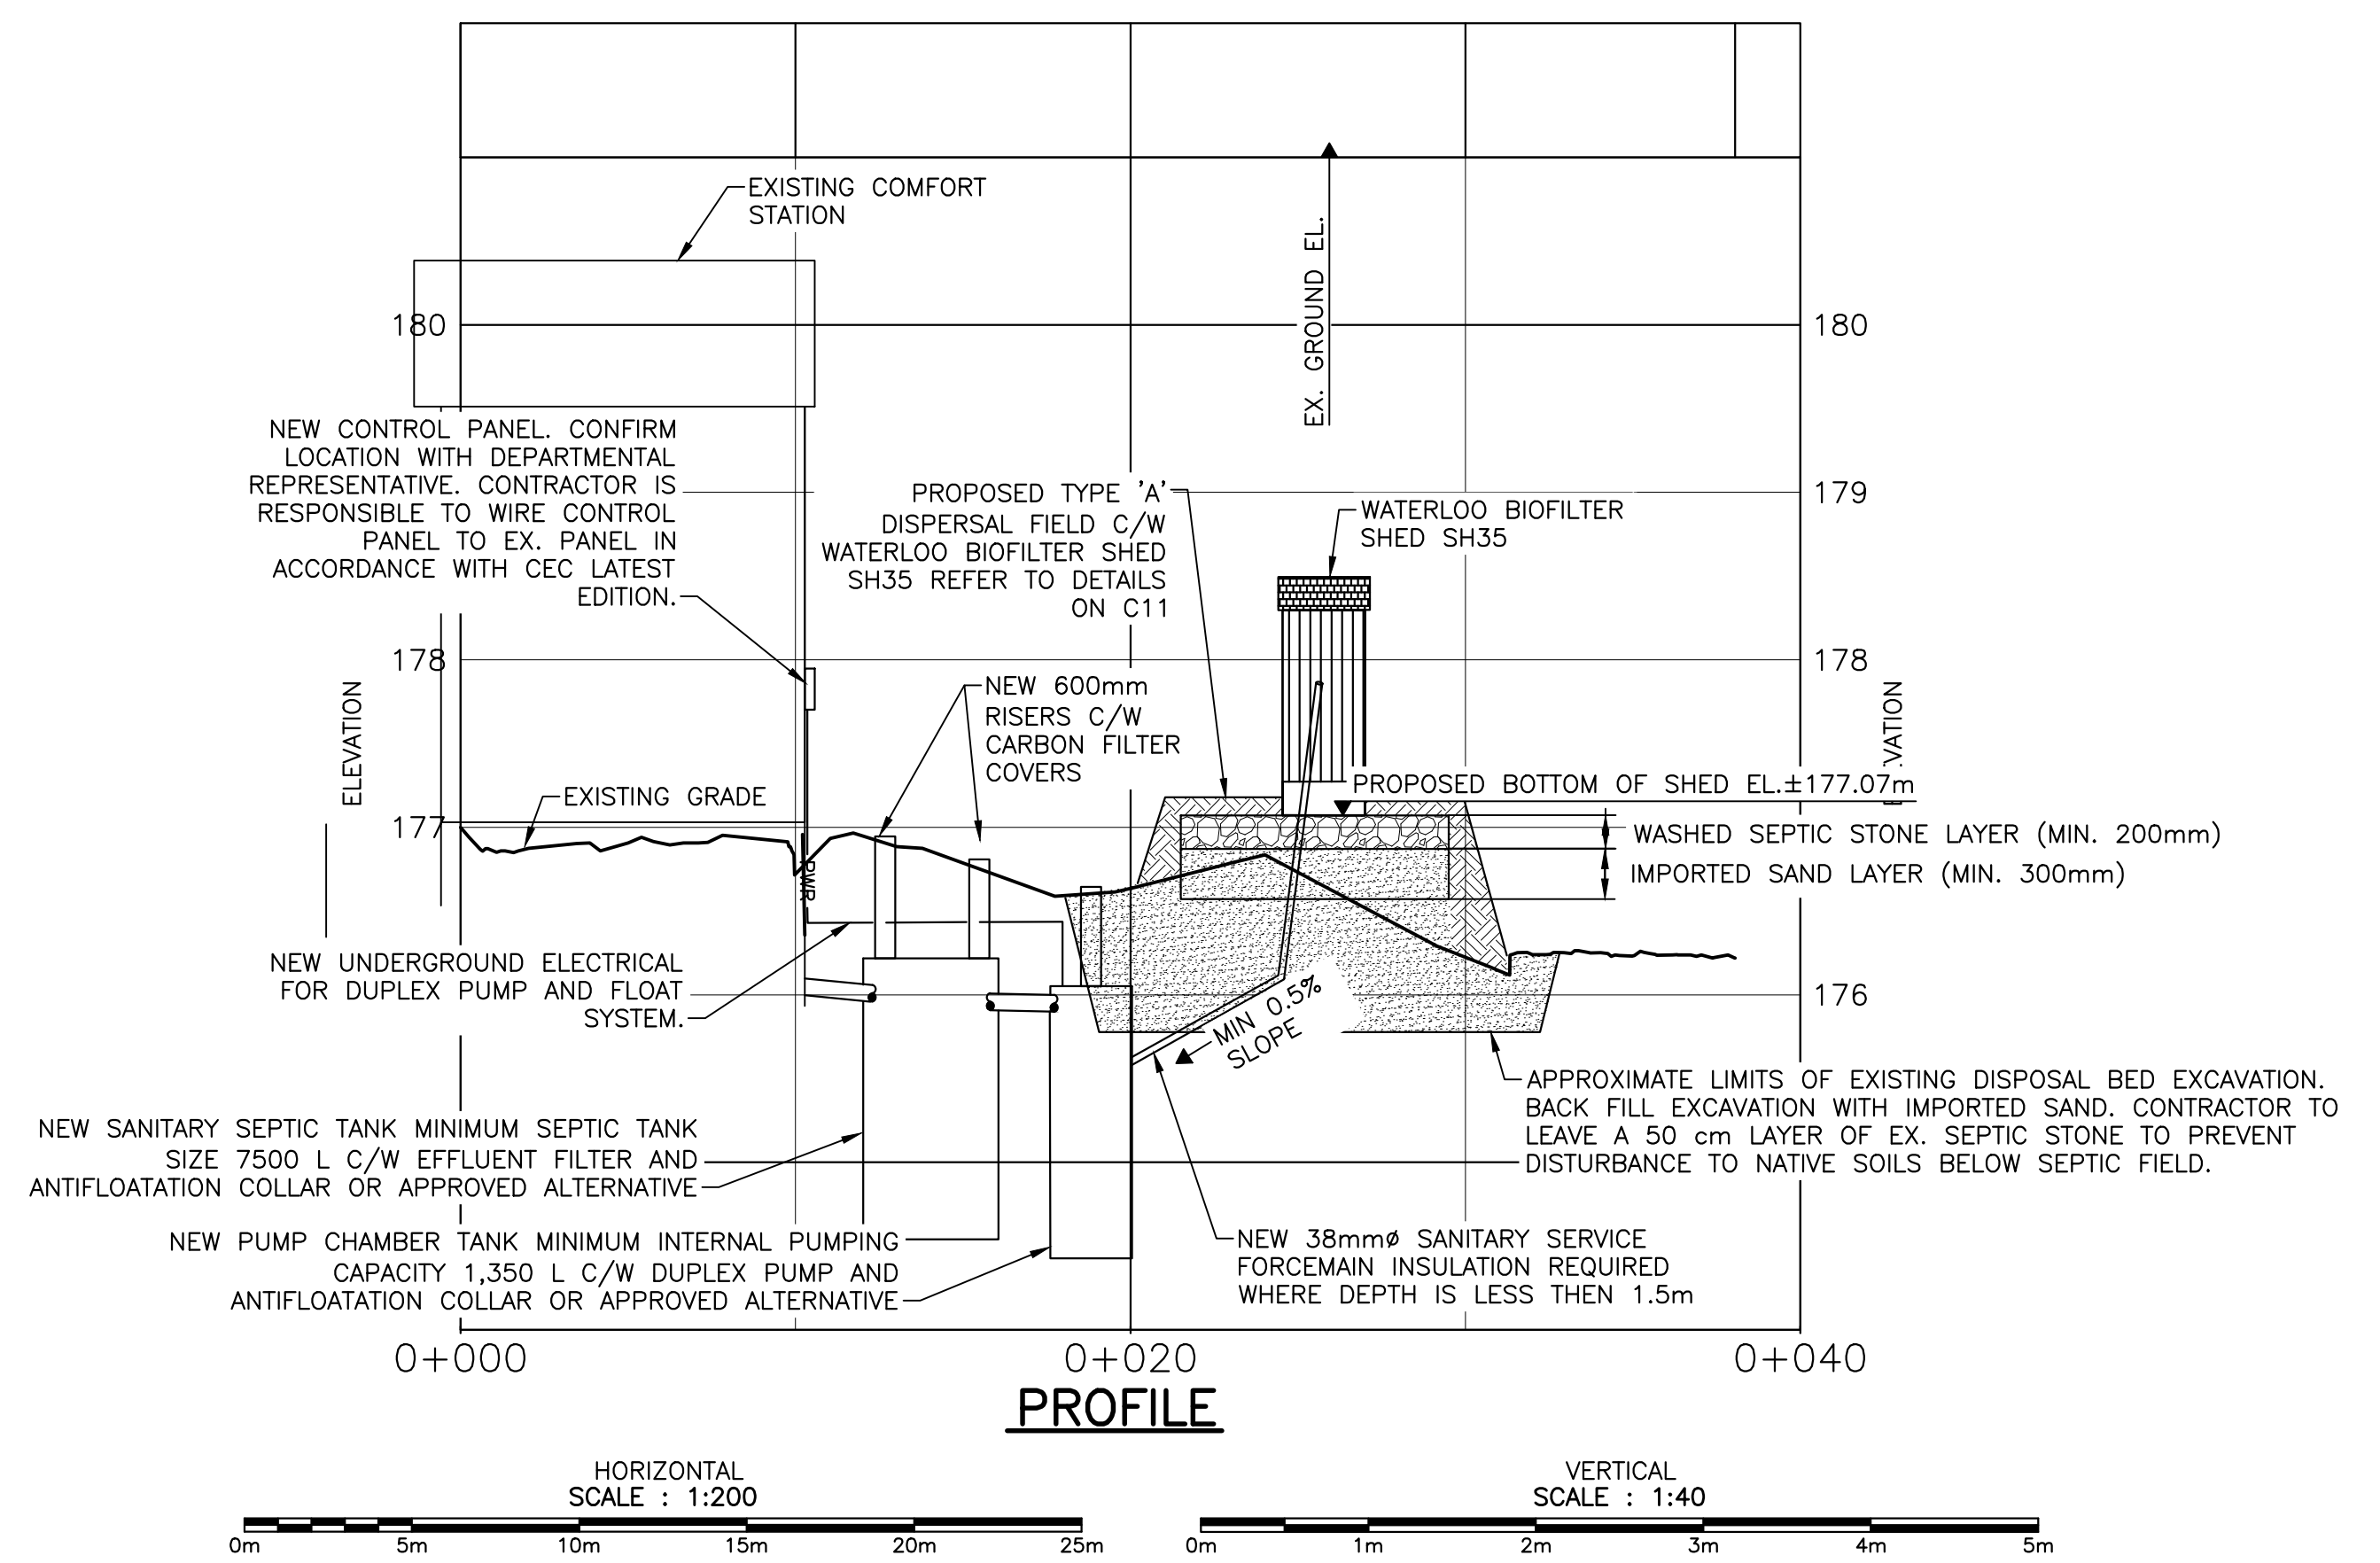 EXISTING COMFORT
STATION
EX. GROUND EL.
180
180
NEW CONTROL PANEL. CONFIRM
LOCATION WITH DEPARTMENTAL
REPRESENTATIVE. CONTRACTOR IS
RESPONSIBLE TO WIRE CONTROL
PANEL TO EX. PANEL IN
ACCORDANCE WITH CEC LATEST
EDITION.
PROPOSED TYPE 'A'
DISPERSAL FIELD C/W
WATERLOO BIOFILTER SHED
SH35 REFER TO DETAILS
ON C11
WATERLOO BIOFILTER
SHED SH35
179
178
178
ELEVATION
VATION
NEW 600mm
RISERS C/W
CARBON FILTER
COVERS
PROPOSED BOTTOM OF SHED EL.±177.07m
EXISTING GRADE
177
WASHED SEPTIC STONE LAYER (MIN. 200mm)
IMPORTED SAND LAYER (MIN. 300mm)
PWR
NEW UNDERGROUND ELECTRICAL
FOR DUPLEX PUMP AND FLOAT
SYSTEM.
176
MIN 0.5%
SLOPE
APPROXIMATE LIMITS OF EXISTING DISPOSAL BED EXCAVATION.
BACK FILL EXCAVATION WITH IMPORTED SAND. CONTRACTOR TO
LEAVE A 50 cm LAYER OF EX. SEPTIC STONE TO PREVENT
DISTURBANCE TO NATIVE SOILS BELOW SEPTIC FIELD.
NEW SANITARY SEPTIC TANK MINIMUM SEPTIC TANK
SIZE 7500 L C/W EFFLUENT FILTER AND
ANTIFLOATATION COLLAR OR APPROVED ALTERNATIVE
NEW PUMP CHAMBER TANK MINIMUM INTERNAL PUMPING
CAPACITY 1,350 L C/W DUPLEX PUMP AND
ANTIFLOATATION COLLAR OR APPROVED ALTERNATIVE
NEW 38mmø SANITARY SERVICE
FORCEMAIN INSULATION REQUIRED
WHERE DEPTH IS LESS THEN 1.5m
0+000
0+020
0+040
PROFILE
HORIZONTAL
SCALE : 1:200
0m 5m 10m 15m 20m 25m
VERTICAL
SCALE : 1:40
0m 1m 2m 3m 4m 5m